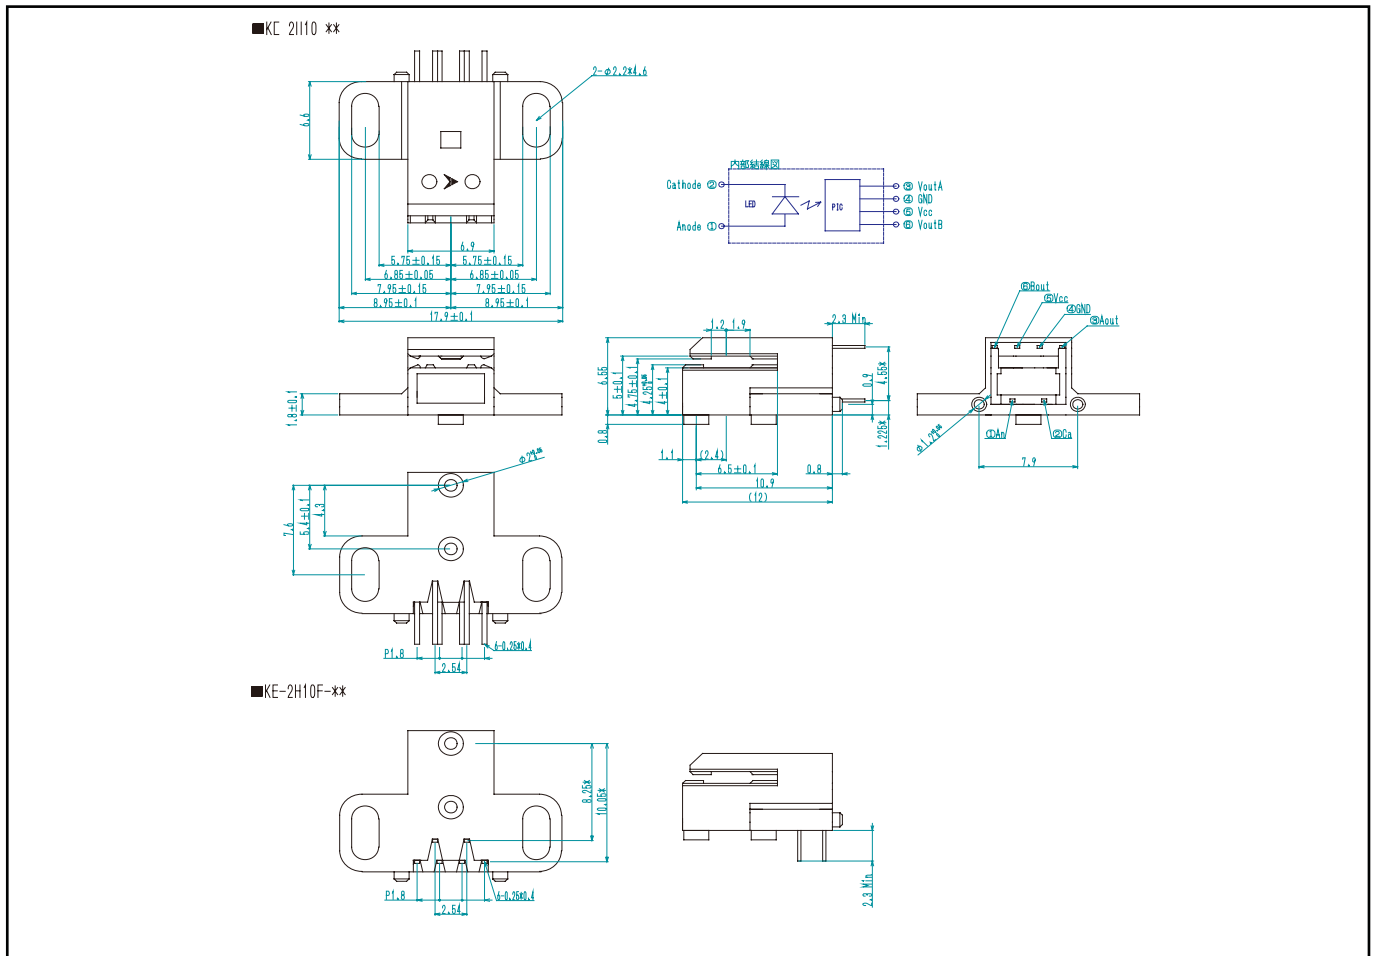 ■KE 2H10 **
2-φ2.2*4.6
6.6
6.9
5.75±0.15 5.75±0.15
6.85±0.05 6.85±0.05
7.95±0.15 7.95±0.15
8.95±0.1 8.95±0.1
17.9±0.1
内部結線図
Cathode ②
Anode ①
LED
PIC
③ VoutA
④ GND
⑤ Vcc
⑥ VoutB
1.8±0.1
1.2 1.9
2.3 Min
6.55
5±0.1
4.75±0.1
4.25
4±0.1
0.8
0.9
4.55*
1.225*
1.1 (2.4)
6.5±0.1
0.8
10.9
(12)
⑥Bout
⑤Vcc
④GND
③Aout
φ1.2
①An
②Ca
7.9
φ2
7.6
5.4±0.1
4.3
P1.8
2.54
6-0.25*0.4
■KE-2H10F-**
8.25*
10.05*
P1.8
2.54
6-0.25*0.4
2.3 Min